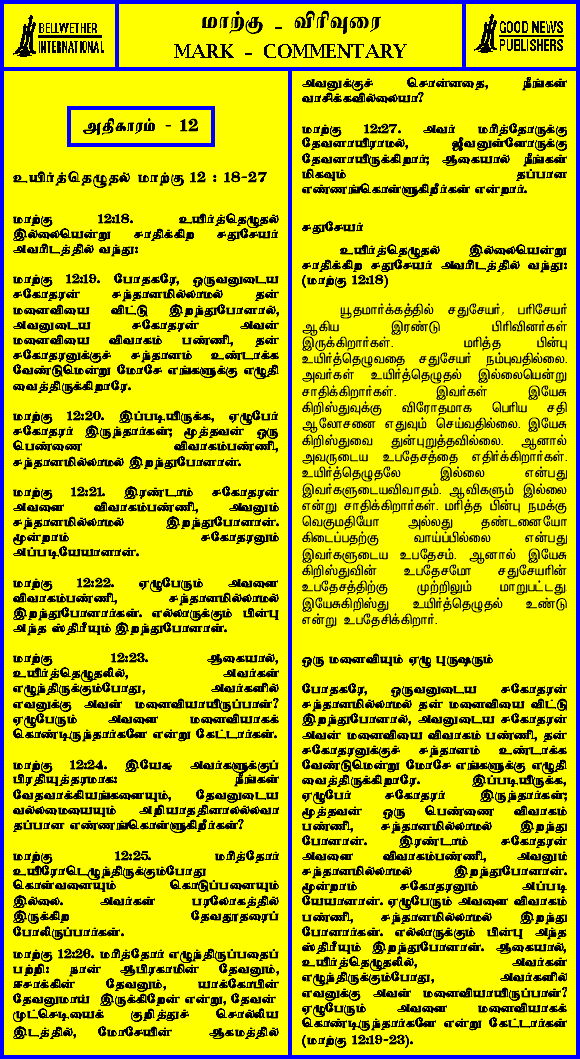 BELLWETHER
INTERNATIONAL
மாற்கு - விரிவுரை
MARK - COMMENTARY
GOOD NEWS
PUBLISHERS
அதிகாரம் - 12
உயிர்த்தெழுதல் மாற்கு 12 : 18-27
மாற்கு 12:18. உயிர்த்தெழுதல்
இல்லையென்று சாதிக்கிற சதுசேயர்
அவரிடத்தில் வந்து:
மாற்கு 12:19. போதகரே, ஒருவனுடைய
சகோதரன் சந்தானமில்லாமல் தன்
மனைவியை விட்டு இறந்துபோனால்,
அவனுடைய சகோதரன் அவன்
மனைவியை விவாகம் பண்ணி, தன்
சகோதரனுக்குச் சந்தானம் உண்டாக்க
வேண்டுமென்று மோசே எங்களுக்கு எழுதி
வைத்திருக்கிறாரே.
மாற்கு 12:20. இப்படியிருக்க, ஏழுபேர்
சகோதரர் இருந்தார்கள்; மூத்தவன் ஒரு
பெண்ணை விவாகம்பண்ணி,
சந்தானமில்லாமல் இறந்துபோனான்.
மாற்கு 12:21. இரண்டாம் சகோதரன்
அவளை விவாகம்பண்ணி, அவனும்
சந்தானமில்லாமல் இறந்துபோனான்.
மூன்றாம் சகோதரனும்
அப்படியேயானான்.
மாற்கு 12:22. ஏழுபேரும் அவளை
விவாகம்பண்ணி, சந்தானமில்லாமல்
இறந்துபோனார்கள். எல்லாருக்கும் பின்பு
அந்த ஸ்திரீயும் இறந்துபோனாள்.
மாற்கு 12:23. ஆகையால்,
உயிர்த்தெழுதலில், அவர்கள்
எழுந்திருக்கும்போது, அவர்களில்
எவனுக்கு அவள் மனைவியாயிருப்பாள்?
ஏழுபேரும் அவளை மனைவியாகக்
கொண்டிருந்தார்களே என்று கேட்டார்கள்.
மாற்கு 12:24. இயேசு அவர்களுக்குப்
பிரதியுத்தரமாக: நீங்கள்
வேதவாக்கியங்களையும், தேவனுடைய
வல்லமையையும் அறியாததினாலல்லவா
தப்பான எண்ணங்கொள்ளுகிறீர்கள்?
மாற்கு 12:25. மரித்தோர்
உயிரோடெழுந்திருக்கும்போது
கொள்வனையும் கொடுப்பனையும்
இல்லை. அவர்கள் பரலோகத்தில்
இருக்கிற தேவதூதரைப்
போலிருப்பார்கள்.
மாற்கு 12:26. மரித்தோர் எழுந்திருப்பதைப்
பற்றி: நான் ஆபிரகாமின் தேவனும்,
ஈசாக்கின் தேவனும், யாக்கோபின்
தேவனுமாய் இருக்கிறேன் என்று, தேவன்
முட்செடியைக் குறித்துச் சொல்லிய
இடத்தில், மோசேயின் ஆகமத்தில்
அவனுக்குச் சொன்னதை, நீங்கள்
வாசிக்கவில்லையா?
மாற்கு 12:27. அவர் மரித்தோருக்கு
தேவனாயிராமல், ஜீவனுள்ளோருக்கு
தேவனாயிருக்கிறார்; ஆகையால் நீங்கள்
மிகவும் தப்பான
எண்ணங்கொள்ளுகிறீர்கள் என்றார்.
சதுசேயர்
உயிர்த்தெழுதல் இல்லையென்று
சாதிக்கிற சதுசேயர் அவரிடத்தில் வந்து:
(மாற்கு 12:18)
யூதமார்க்கத்தில் சதுசேயர், பரிசேயர்
ஆகிய இரண்டு பிரிவினர்கள்
இருக்கிறார்கள். மரித்த பின்பு
உயிர்த்தெழுவதை சதுசேயர் நம்புவதில்லை.
அவர்கள் உயிர்த்தெழுதல் இல்லையென்று
சாதிக்கிறார்கள். இவர்கள் இயேசு
கிறிஸ்துவுக்கு விரோதமாக பெரிய சதி
ஆலோசனை எதுவும் செய்வதில்லை. இயேசு
கிறிஸ்துவை துன்புறுத்தவில்லை. ஆனால்
அவருடைய உபதேசத்தை எதிர்க்கிறார்கள்.
உயிர்த்தெழுதலே இல்லை என்பது
இவர்களுடையவிவாதம். ஆவிகளும் இல்லை
என்று சாதிக்கிறார்கள். மரித்த பின்பு நமக்கு
வெகுமதியோ அல்லது தண்டனையோ
கிடைப்பதற்கு வாய்ப்பில்லை என்பது
இவர்களுடைய உபதேசம். ஆனால் இயேசு
கிறிஸ்துவின் உபதேசமோ சதுசேயரின்
உபதேசத்திற்கு முற்றிலும் மாறுபட்டது.
இயேசுகிறிஸ்து உயிர்த்தெழுதல் உண்டு
என்று உபதேசிக்கிறார்.
ஒரு மனைவியும் ஏழு புருஷரும்
போதகரே, ஒருவனுடைய சகோதரன்
சந்தானமில்லாமல் தன் மனைவியை விட்டு
இறந்துபோனால், அவனுடைய சகோதரன்
அவன் மனைவியை விவாகம் பண்ணி, தன்
சகோதரனுக்குச் சந்தானம் உண்டாக்க
வேண்டுமென்று மோசே எங்களுக்கு எழுதி
வைத்திருக்கிறாரே. இப்படியிருக்க,
ஏழுபேர் சகோதரர் இருந்தார்கள்;
மூத்தவன் ஒரு பெண்ணை விவாகம்
பண்ணி, சந்தானமில்லாமல் இறந்து
போனான். இரண்டாம் சகோதரன்
அவளை விவாகம்பண்ணி, அவனும்
சந்தானமில்லாமல் இறந்துபோனான்.
மூன்றாம் சகோதரனும் அப்படி
யேயானான். ஏழுபேரும் அவளை விவாகம்
பண்ணி, சந்தானமில்லாமல் இறந்து
போனார்கள். எல்லாருக்கும் பின்பு அந்த
ஸ்திரீயும் இறந்துபோனாள். ஆகையால்,
உயிர்த்தெழுதலில், அவர்கள்
எழுந்திருக்கும்போது, அவர்களில்
எவனுக்கு அவள் மனைவியாயிருப்பாள்?
ஏழுபேரும் அவளை மனைவியாகக்
கொண்டிருந்தார்களே என்று கேட்டார்கள்
(மாற்கு 12:19-23).